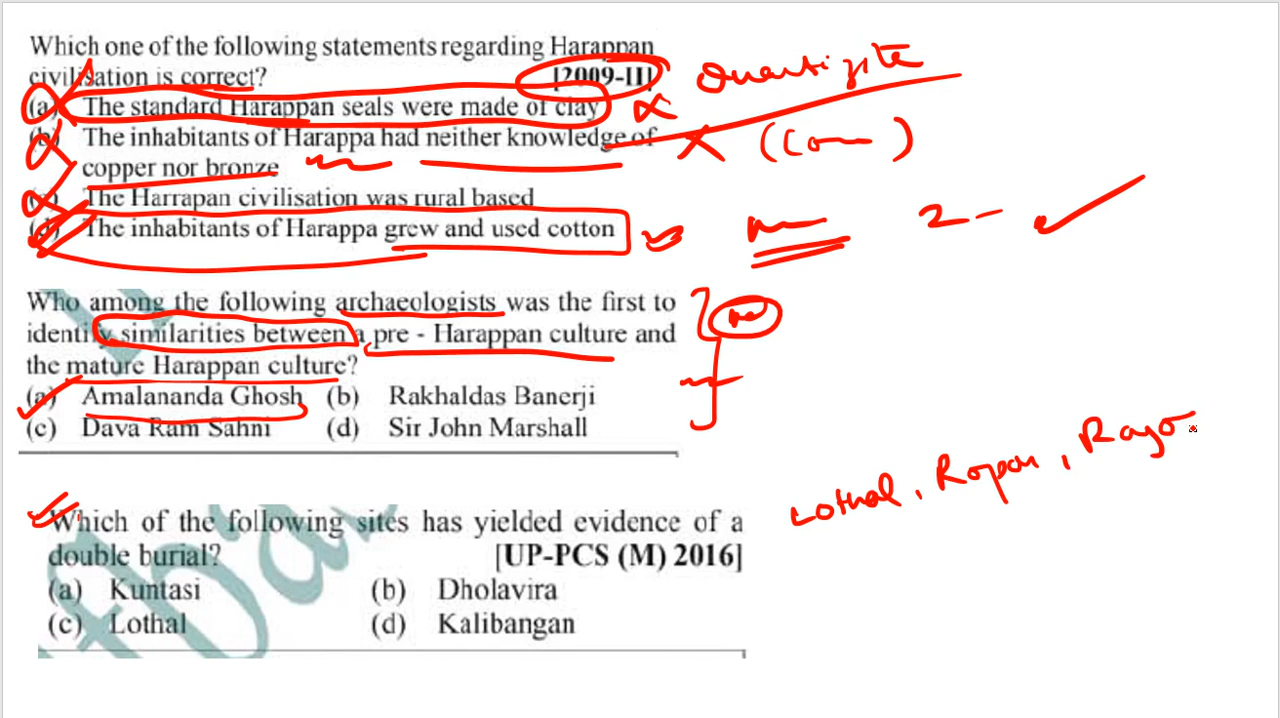 Which one of the following statements regarding Harappan
civilisation is correct? [2009-II]
(a) The standard Harappan seals were made of clay
(b) The inhabitants of Harappa had neither knowledge of
copper nor bronze
(c) The Harrapan civilisation was rural based
(d) The inhabitants of Harappa grew and used cotton
2-
Who among the following archaeologists was the first to
identify similarities between a pre - Harappan culture and
the mature Harappan culture?
(a) Amalananda Ghosh (b) Rakhaldas Banerji
(c) Dava Ram Sahni (d) Sir John Marshall
Lothal, Ropar,
Which of the following sites has yielded evidence of a
double burial? [UP-PCS (M) 2016]
(a) Kuntasi (b) Dholavira
(c) Lothal (d) Kalibangan